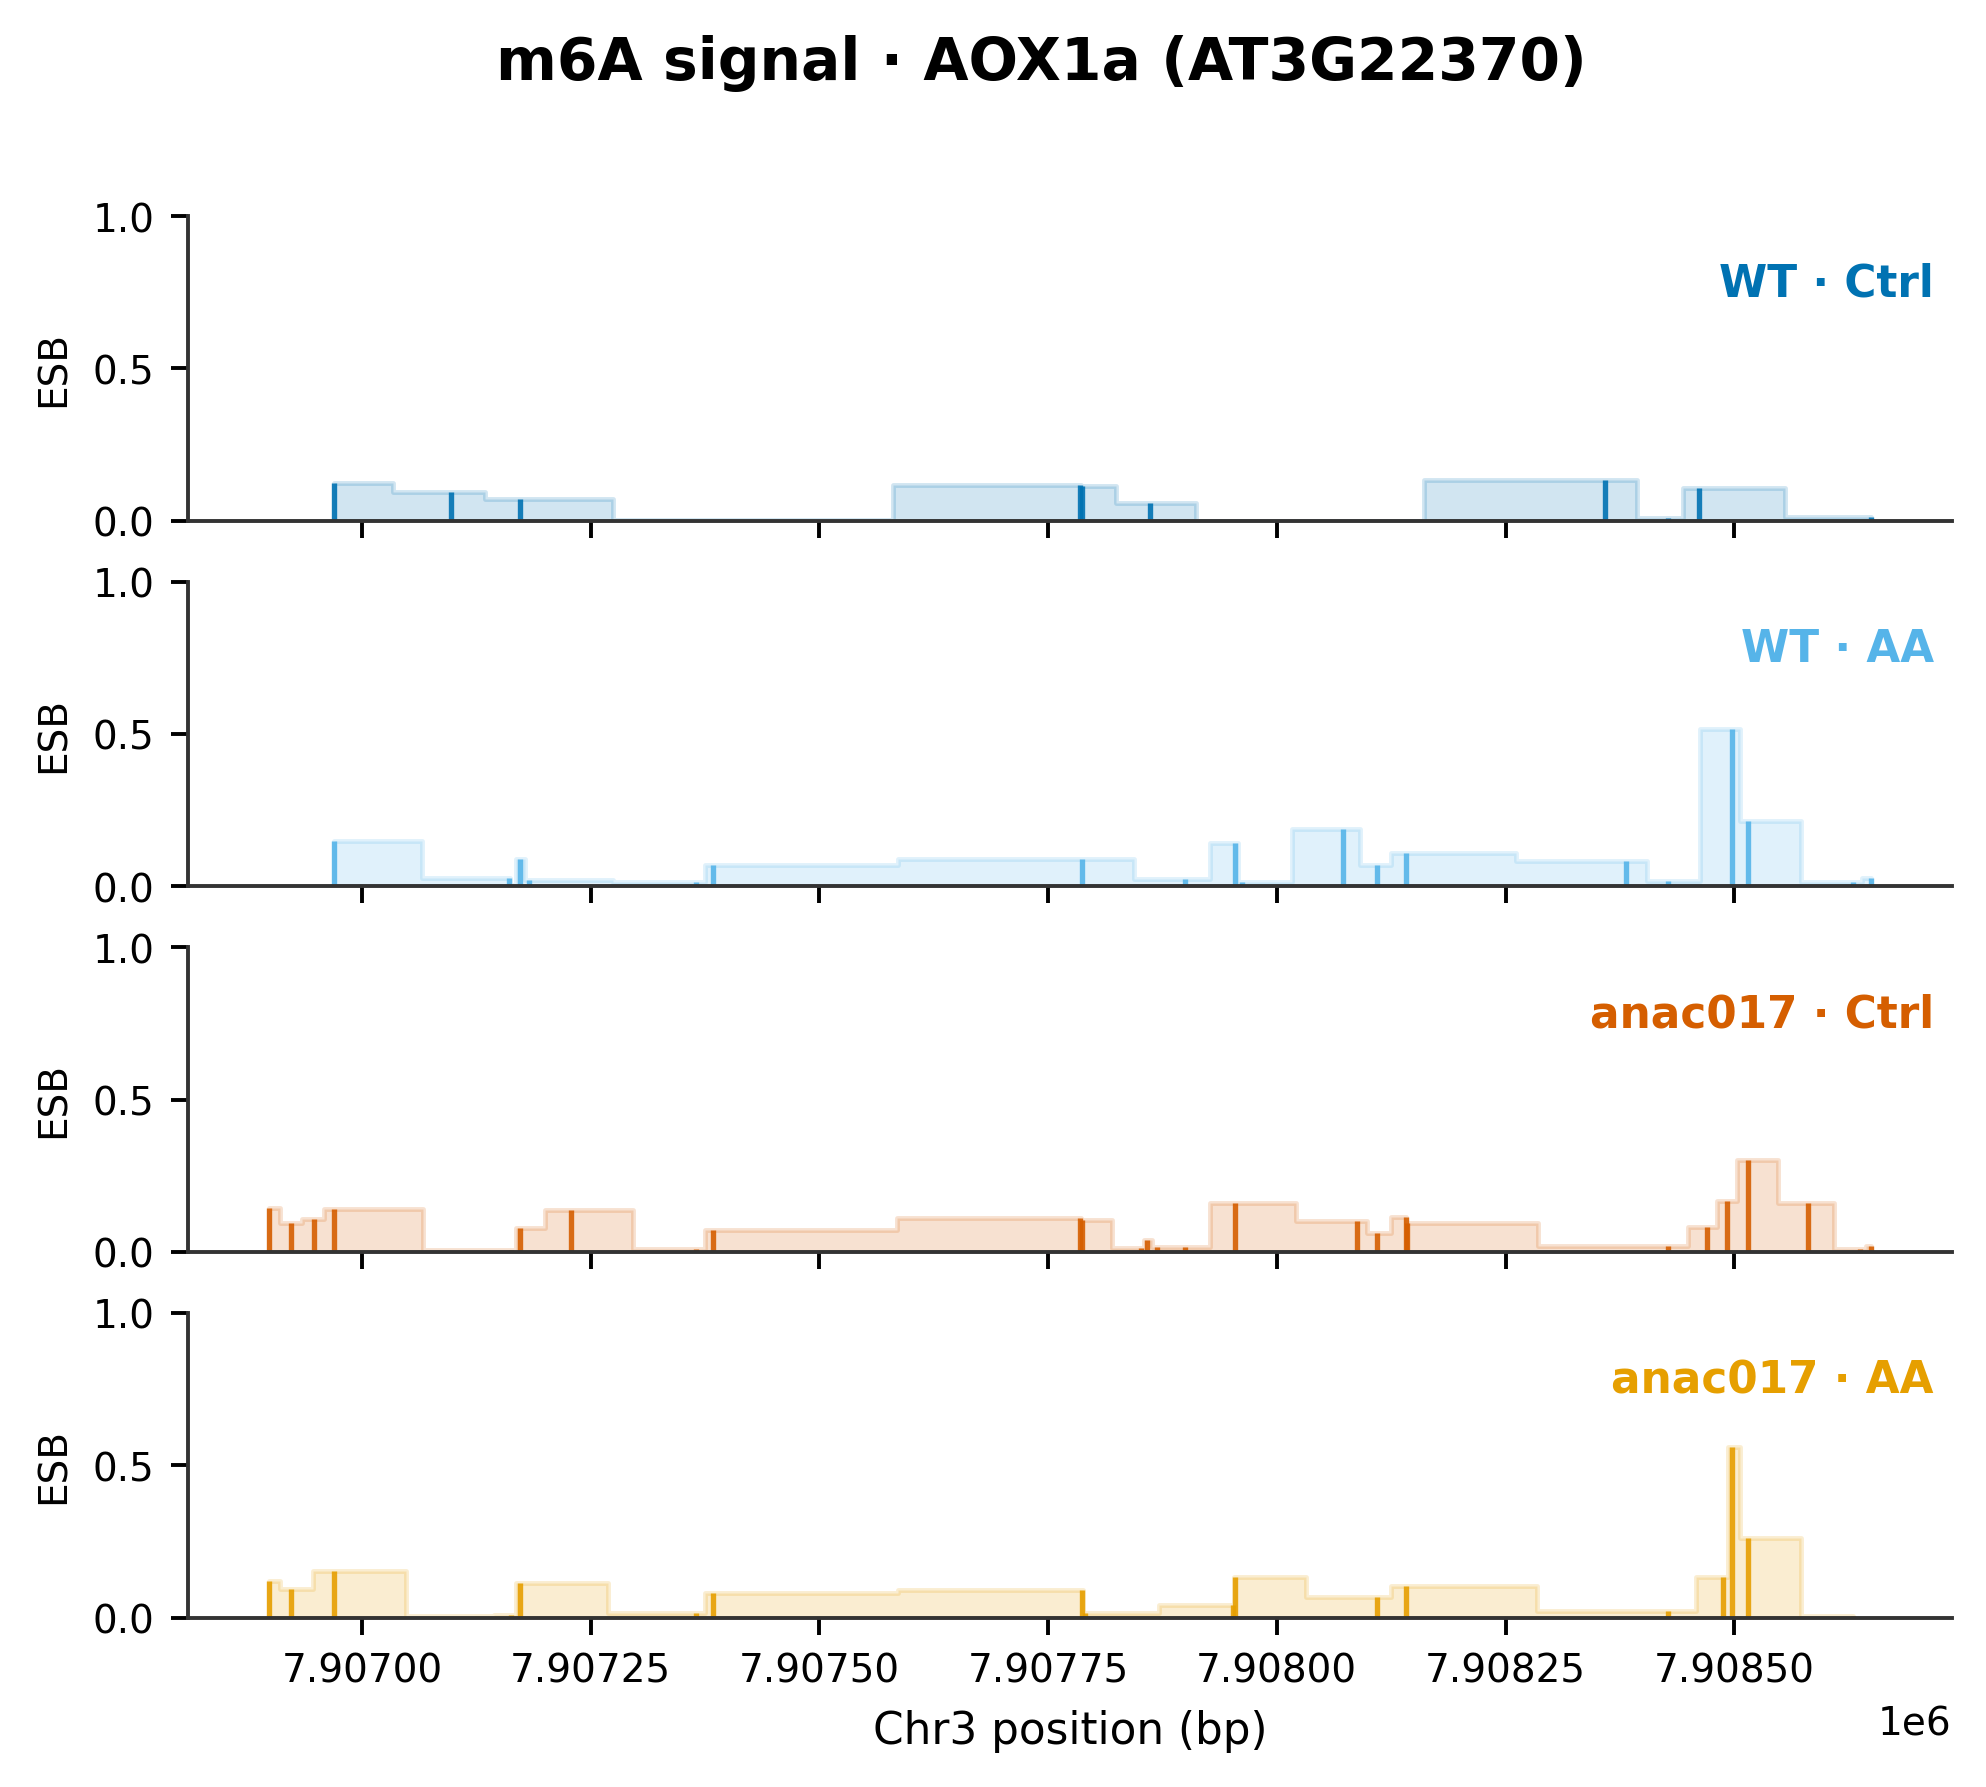 m6A signal · AOX1a (AT3G22370)
1.0
WT · Ctrl
ESB
0.5
0.0
1.0
WT · AA
ESB
0.5
0.0
1.0
anac017 · Ctrl
ESB
0.5
0.0
1.0
anac017 · AA
ESB
0.5
0.0
7.90700 7.90725 7.90750 7.90775 7.90800 7.90825 7.90850
1e6
Chr3 position (bp)